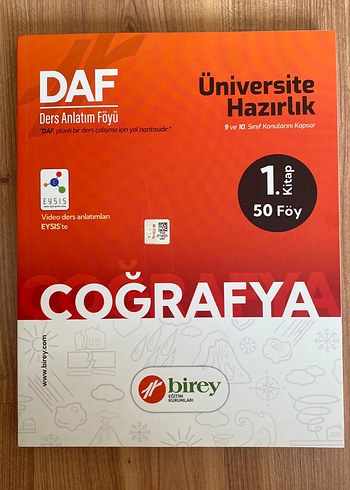 DAF
Ders Anlatım Föyü
"DAF, planlı bir ders çalışma için yol haritasıdır."
Üniversite
Hazırlık
9 ve 10. Sınıf Konularını Kapsar
1. Kitap
50 Föy
EYSIS
Video ders anlatımları
EYSIS'te
COĞRAFYA
www.birey.com
birey
EĞİTİM
KURUMLARI